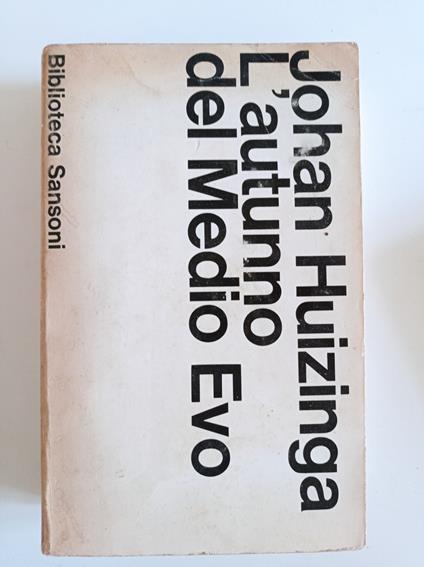 Johan Huizinga
L'autunno
del Medio Evo
Biblioteca Sansoni